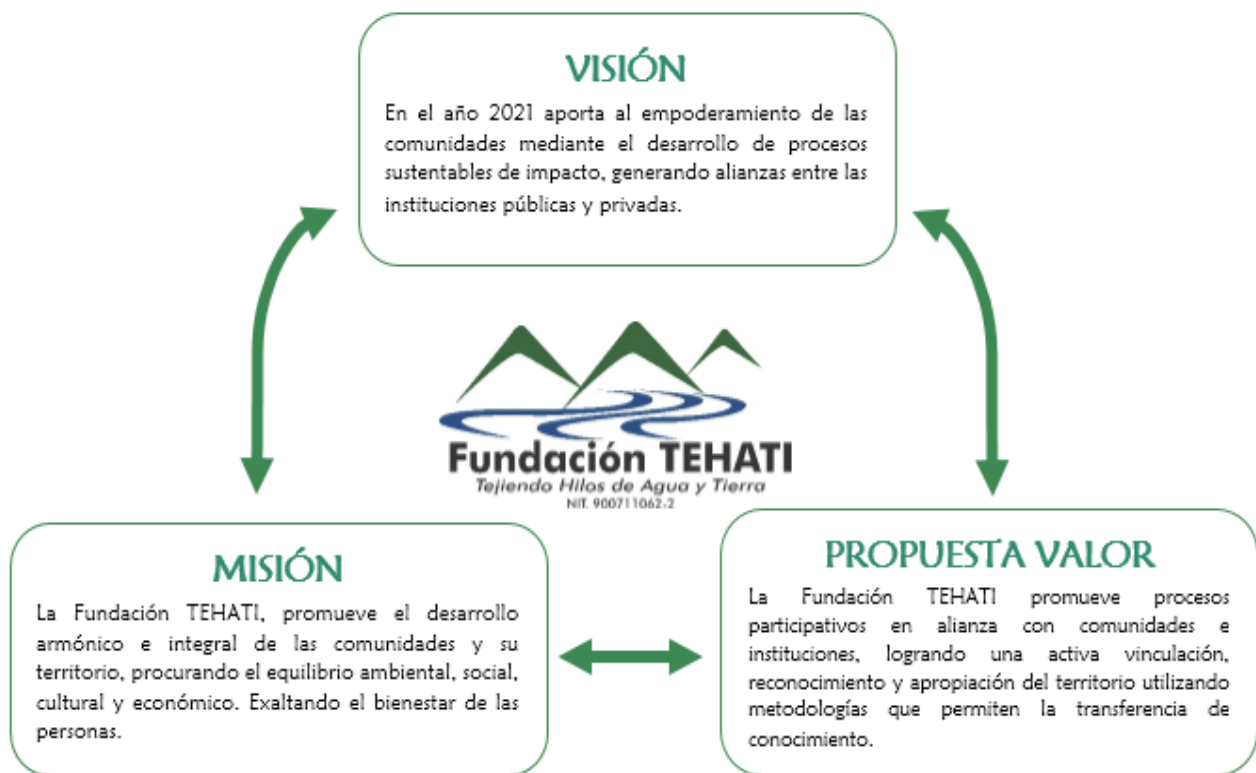 VISIÓN
En el año 2021 aporta al empoderamiento de las
comunidades mediante el desarrollo de procesos
sustentables de impacto, generando alianzas entre las
instituciones públicas y privadas.
Fundación TEHATI
Tejiendo Hilos de Agua y Tierra
NIT. 900711062-2
MISIÓN
La Fundación TEHATI, promueve el desarrollo
armónico e integral de las comunidades y su
territorio, procurando el equilibrio ambiental, social,
cultural y económico. Exaltando el bienestar de las
personas.
PROPUESTA VALOR
La Fundación TEHATI promueve procesos
participativos en alianza con comunidades e
instituciones, logrando una activa vinculación,
reconocimiento y apropiación del territorio utilizando
metodologías que permiten la transferencia de
conocimiento.